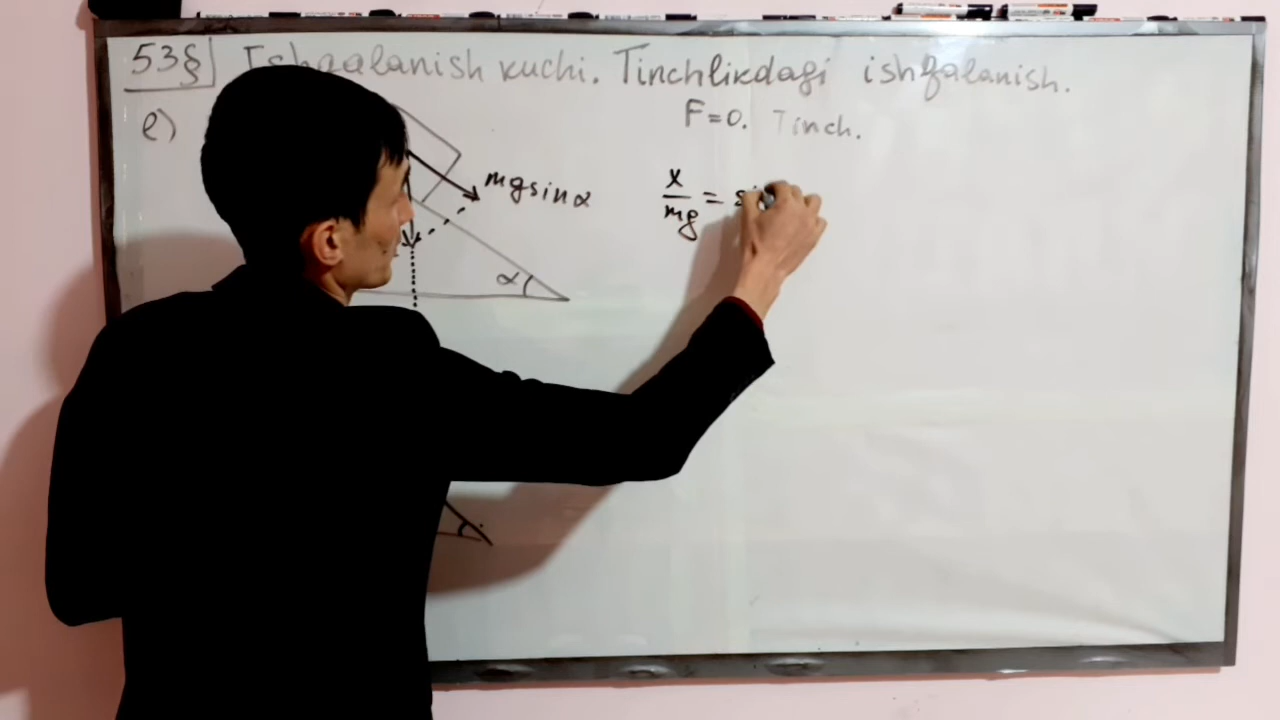 53§ Ishqalanish kuchi. Tinchlikdagi ishqalanish.
e)
F=0. Tinch.
mgsinα
x/mg = si
α